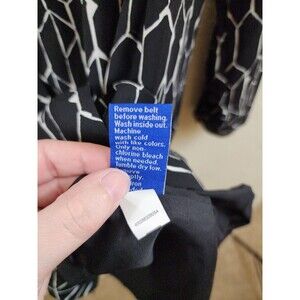 Remove belt
before washing.
Wash inside out.
Machine
wash cold
with like colors.
Only non-
chlorine bleach
when needed.
Tumble dry low.